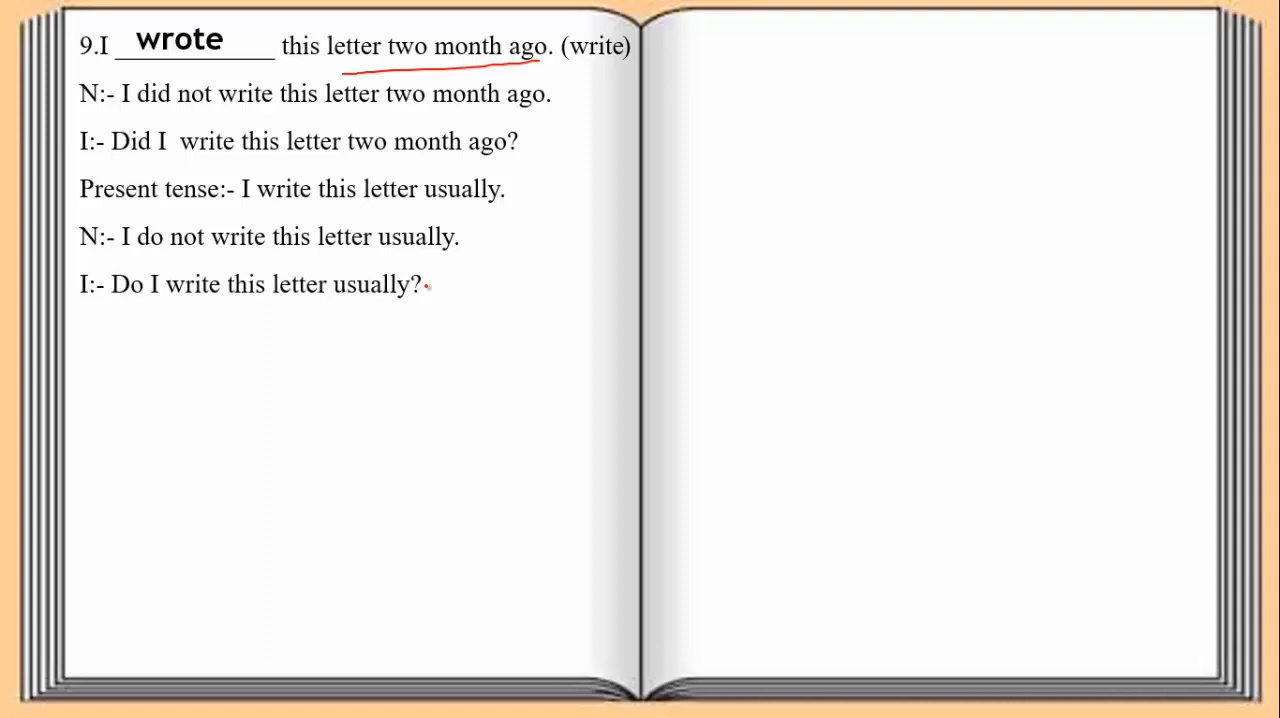 9.I wrote this letter two month ago. (write)
N:- I did not write this letter two month ago.
I:- Did I write this letter two month ago?
Present tense:- I write this letter usually.
N:- I do not write this letter usually.
I:- Do I write this letter usually?